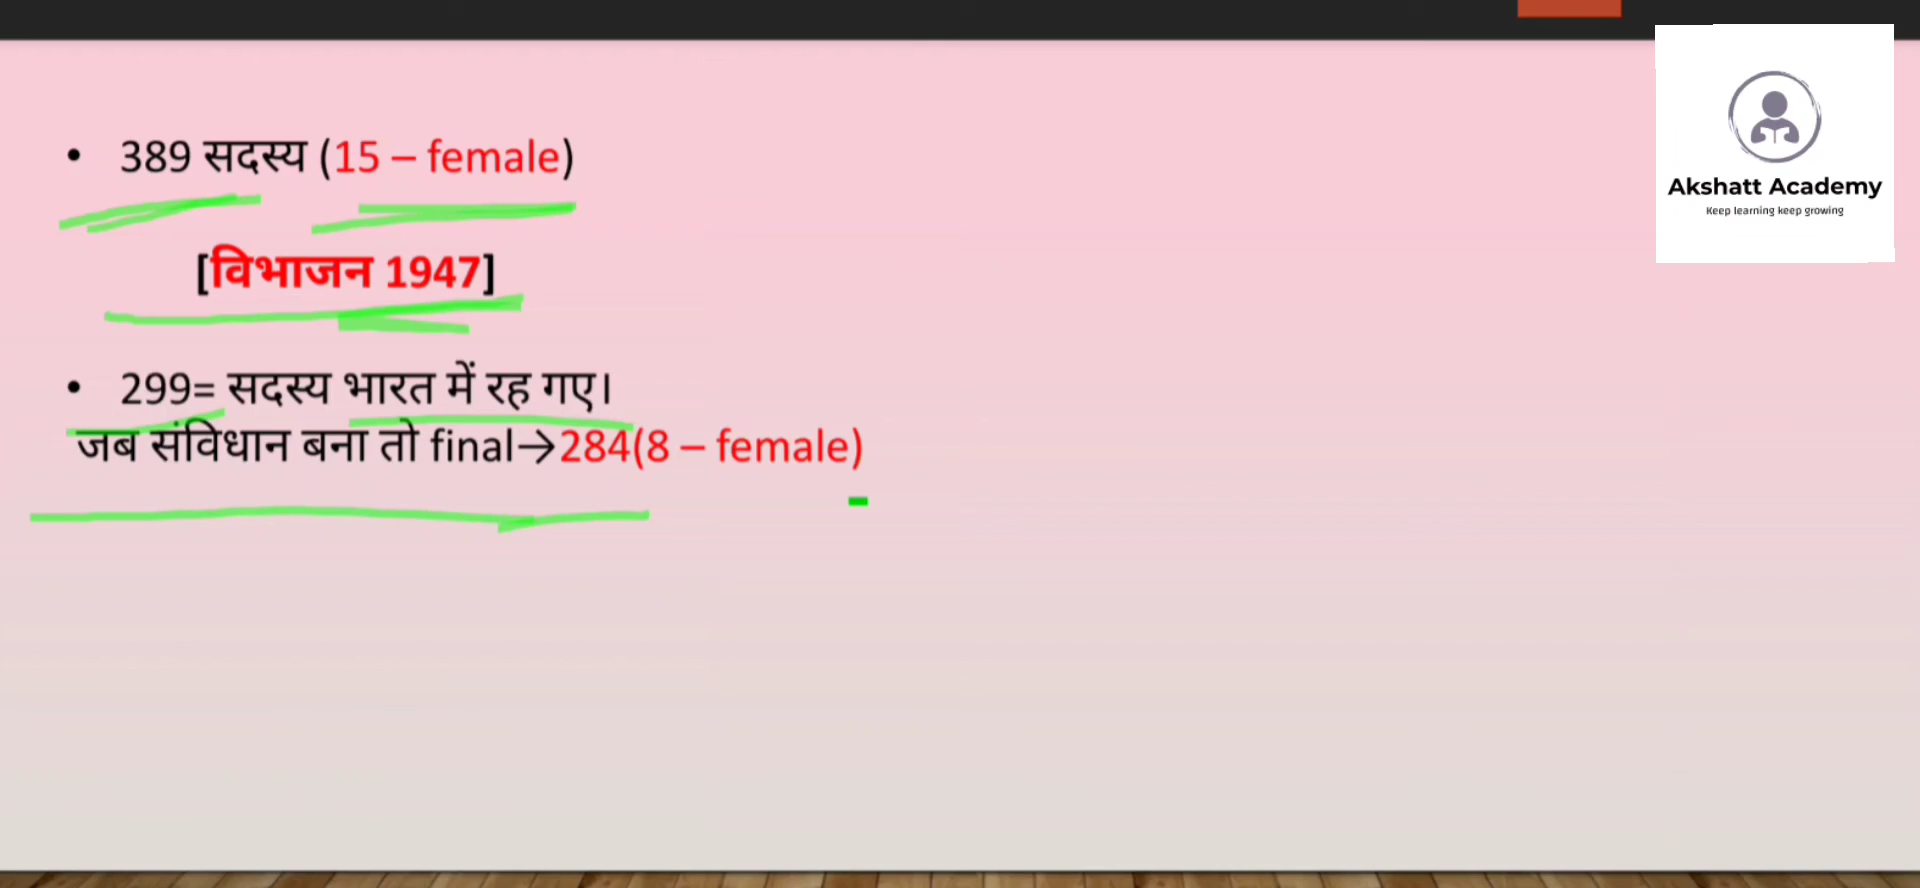 • 389 सदस्य (15 – female)
[विभाजन 1947]
• 299= सदस्य भारत में रह गए।
जब संविधान बना तो final→284(8 – female)
Akshatt Academy
Keep learning keep growing